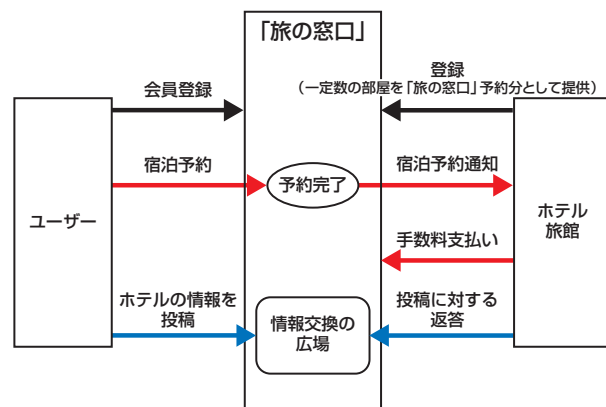 「旅の窓口」
会員登録
登録
(一定数の部屋を「旅の窓口」予約分として提供)
宿泊予約
予約完了
宿泊予約通知
ユーザー
ホテル
旅館
手数料支払い
ホテルの情報を
投稿
情報交換の
広場
投稿に対する
返答